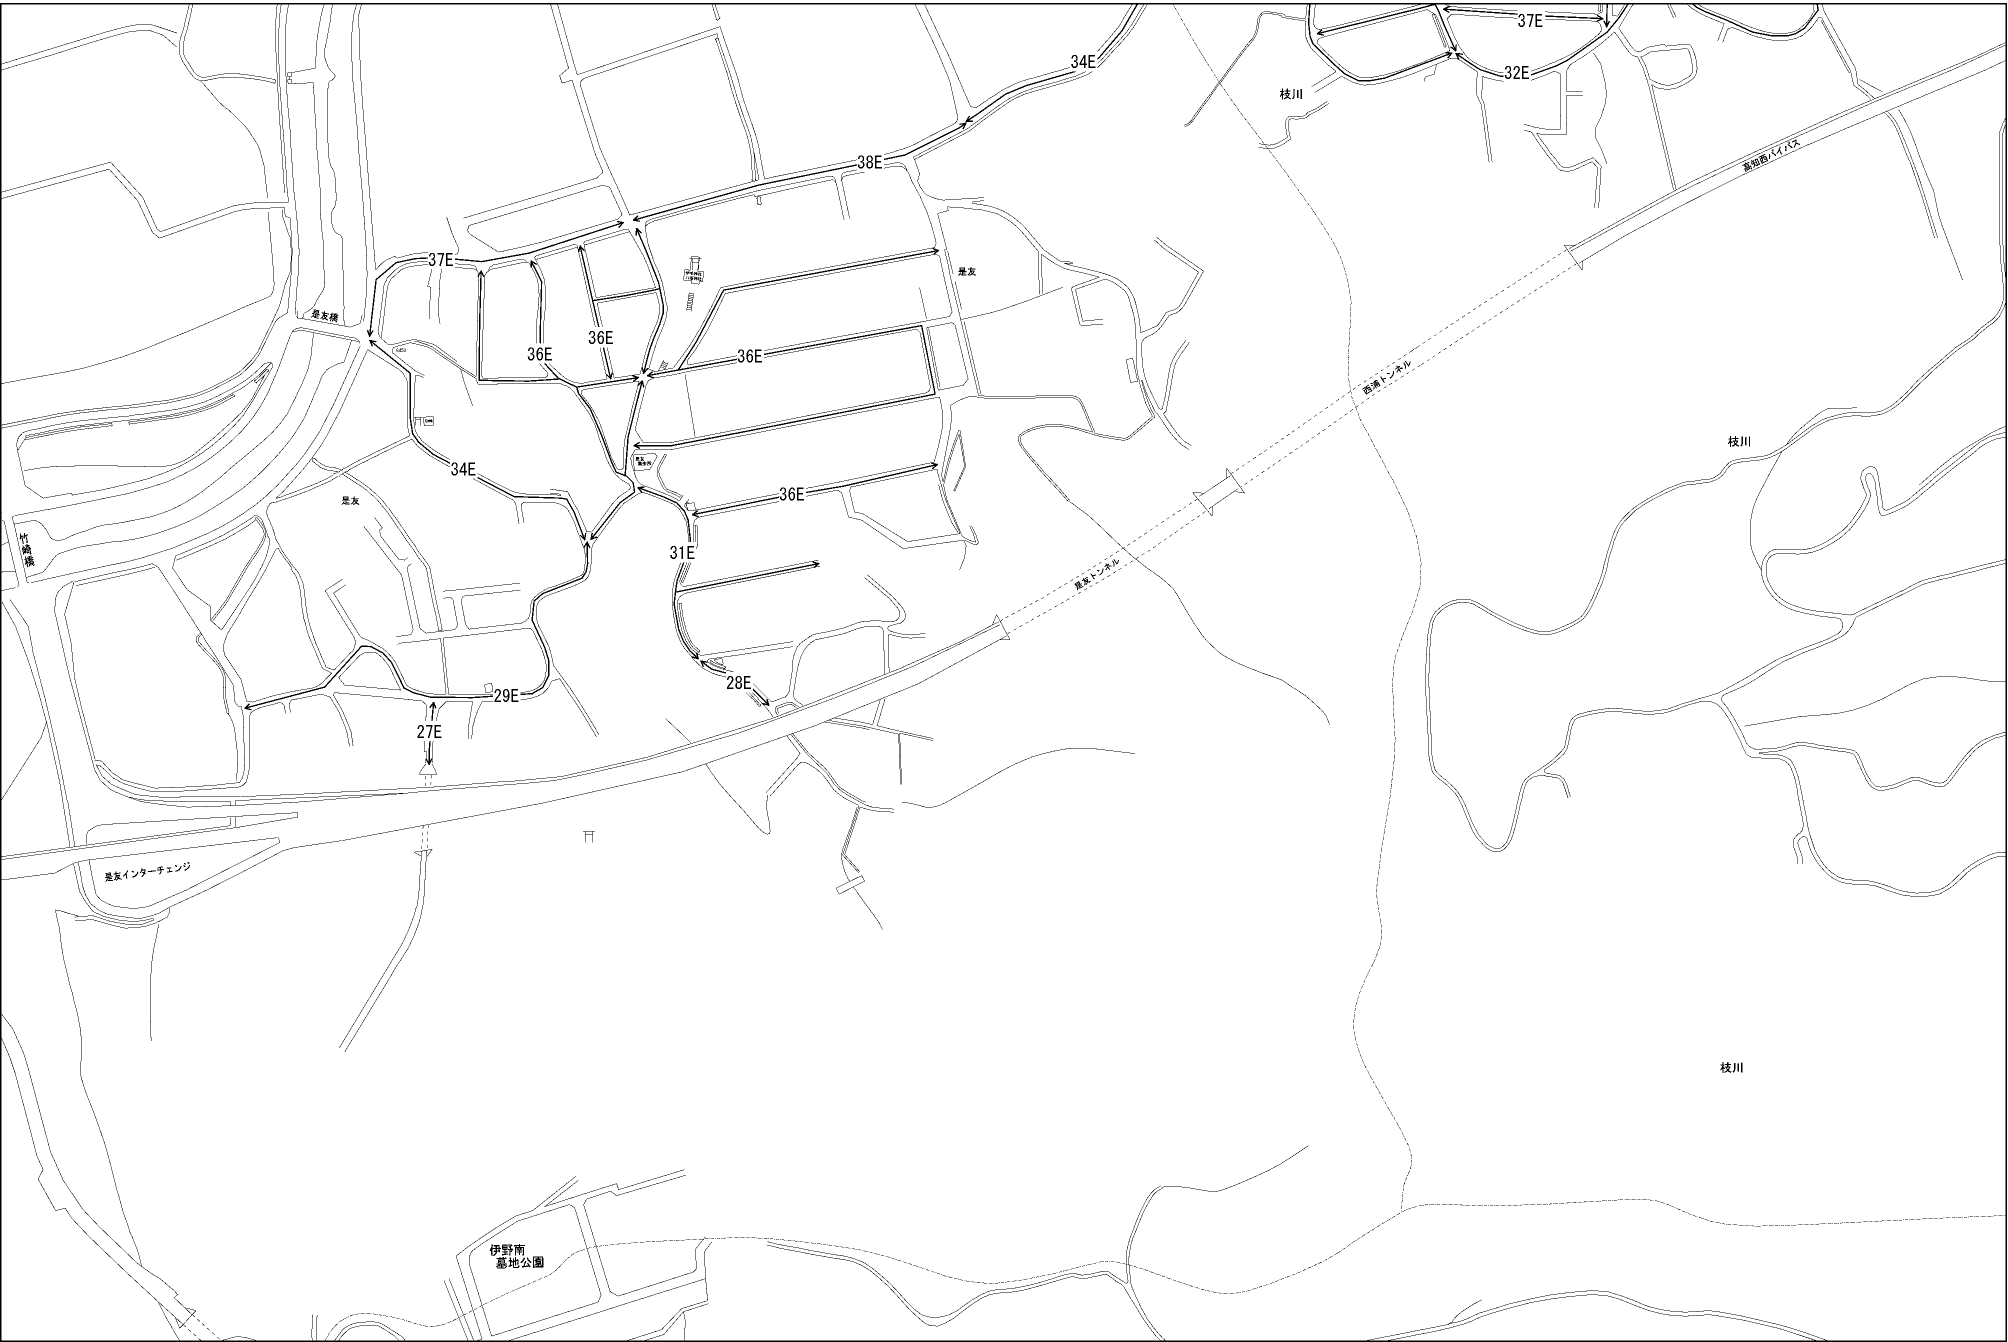 37E
34E
32E
枝川
高知西バイパス
38E
37E
是友
是友橋
36E
36E
36E
西浦トンネル
枝川
34E
36E
是友
竹崎橋
31E
是友トンネル
28E
29E
27E
是友インターチェンジ
枝川
伊野南
墓地公園